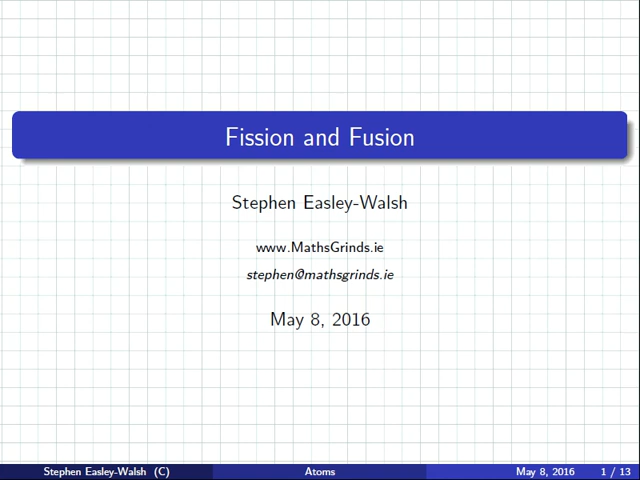 Fission and Fusion
Stephen Easley-Walsh
www.MathsGrinds.ie
stephen@mathsgrinds.ie
May 8, 2016
Stephen Easley-Walsh (C) Atoms May 8, 2016 1 / 13